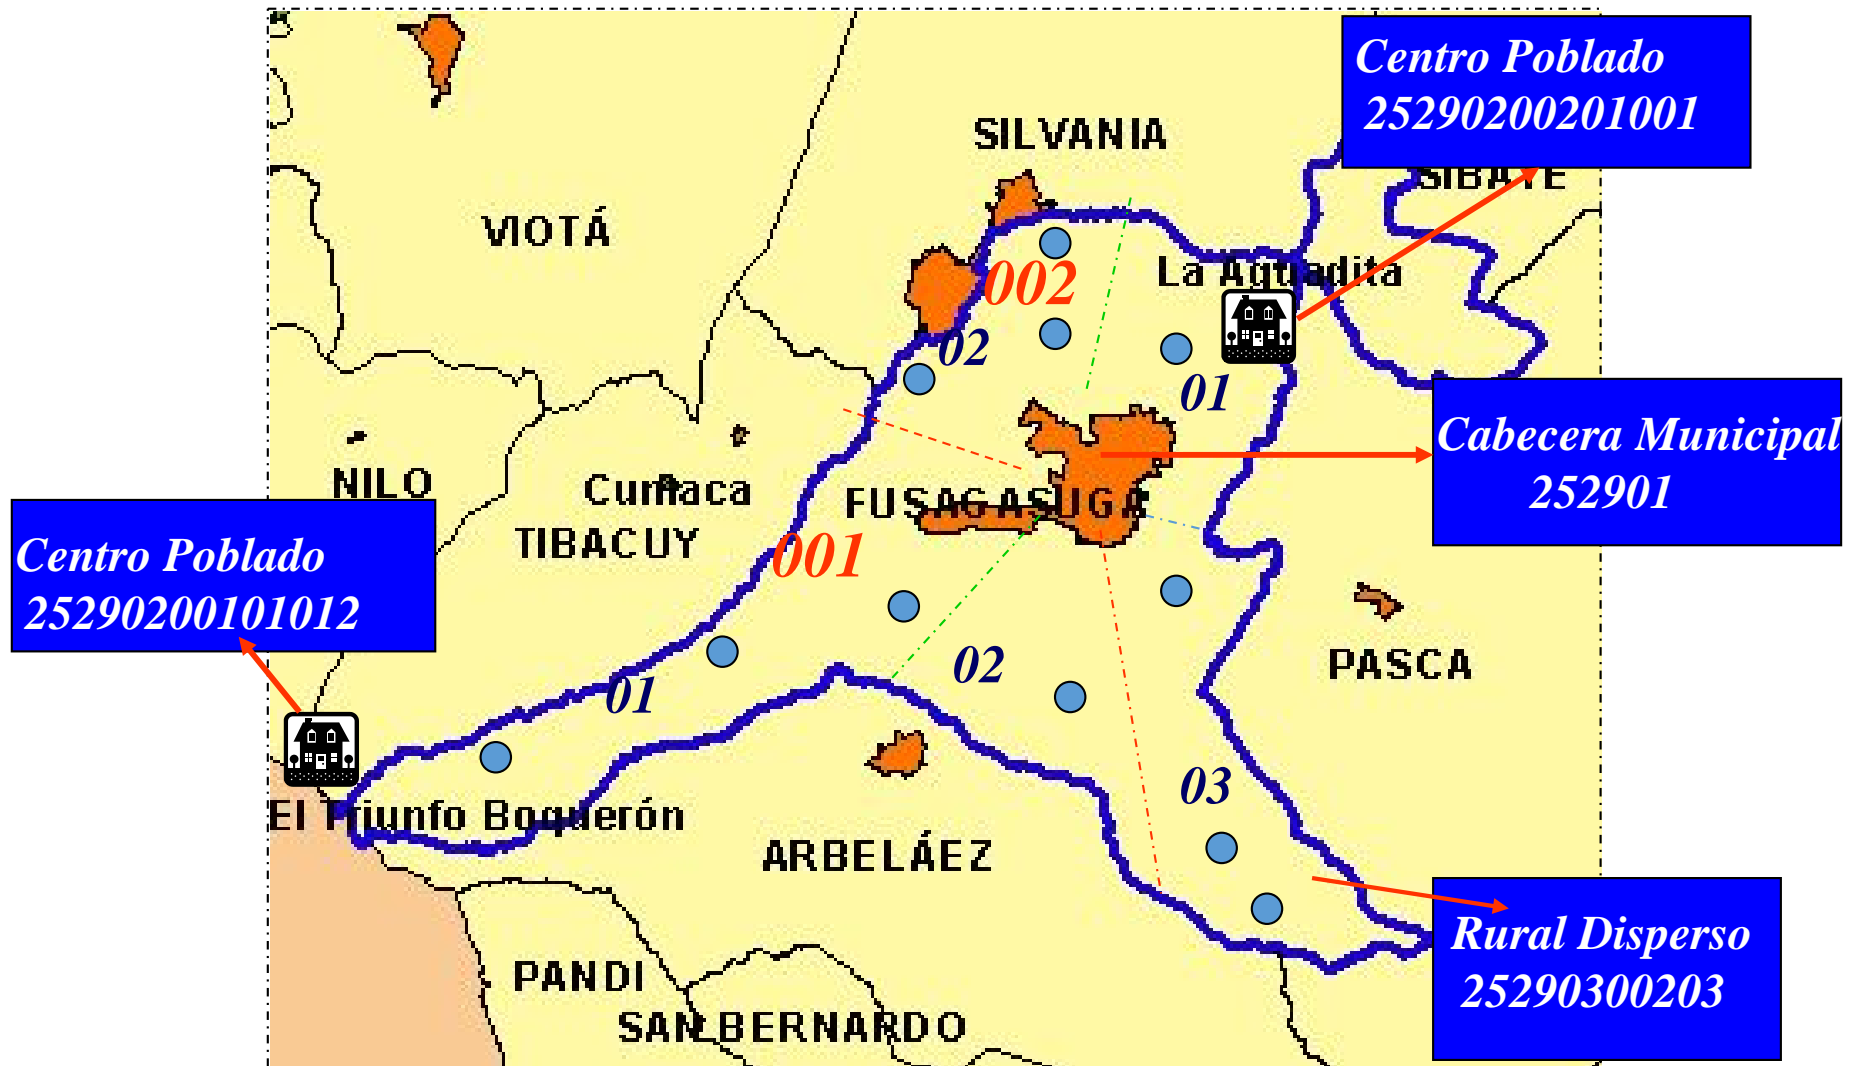 Centro Poblado
25290200201001
SILVANIA
SIBATE
VIOTÁ
002
La Aguadita
02
01
Cabecera Municipal
252901
NILO
Cumaca
FUSAGASUGA
TIBACUY
001
Centro Poblado
25290200101012
02
PASCA
01
03
El Triunfo Boquerón
ARBELÁEZ
Rural Disperso
25290300203
PANDI
SAN BERNARDO